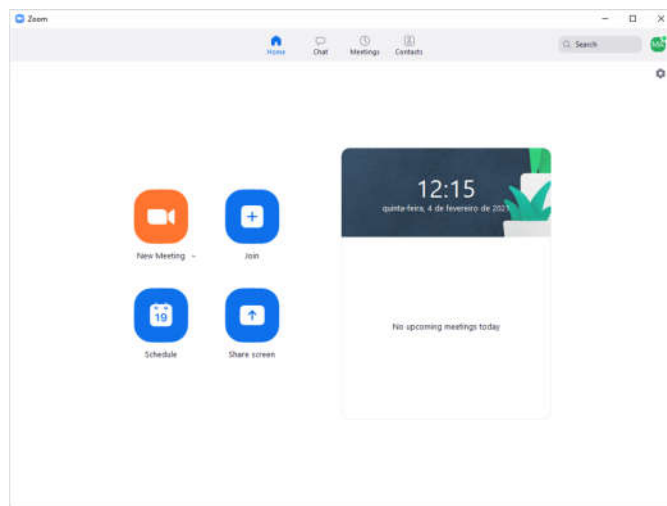 Zoom
Home
Chat
Meetings
Contacts
Search
New Meeting
Join
19
Schedule
Share screen
12:15
quinta-feira, 4 de fevereiro de 2021
No upcoming meetings today